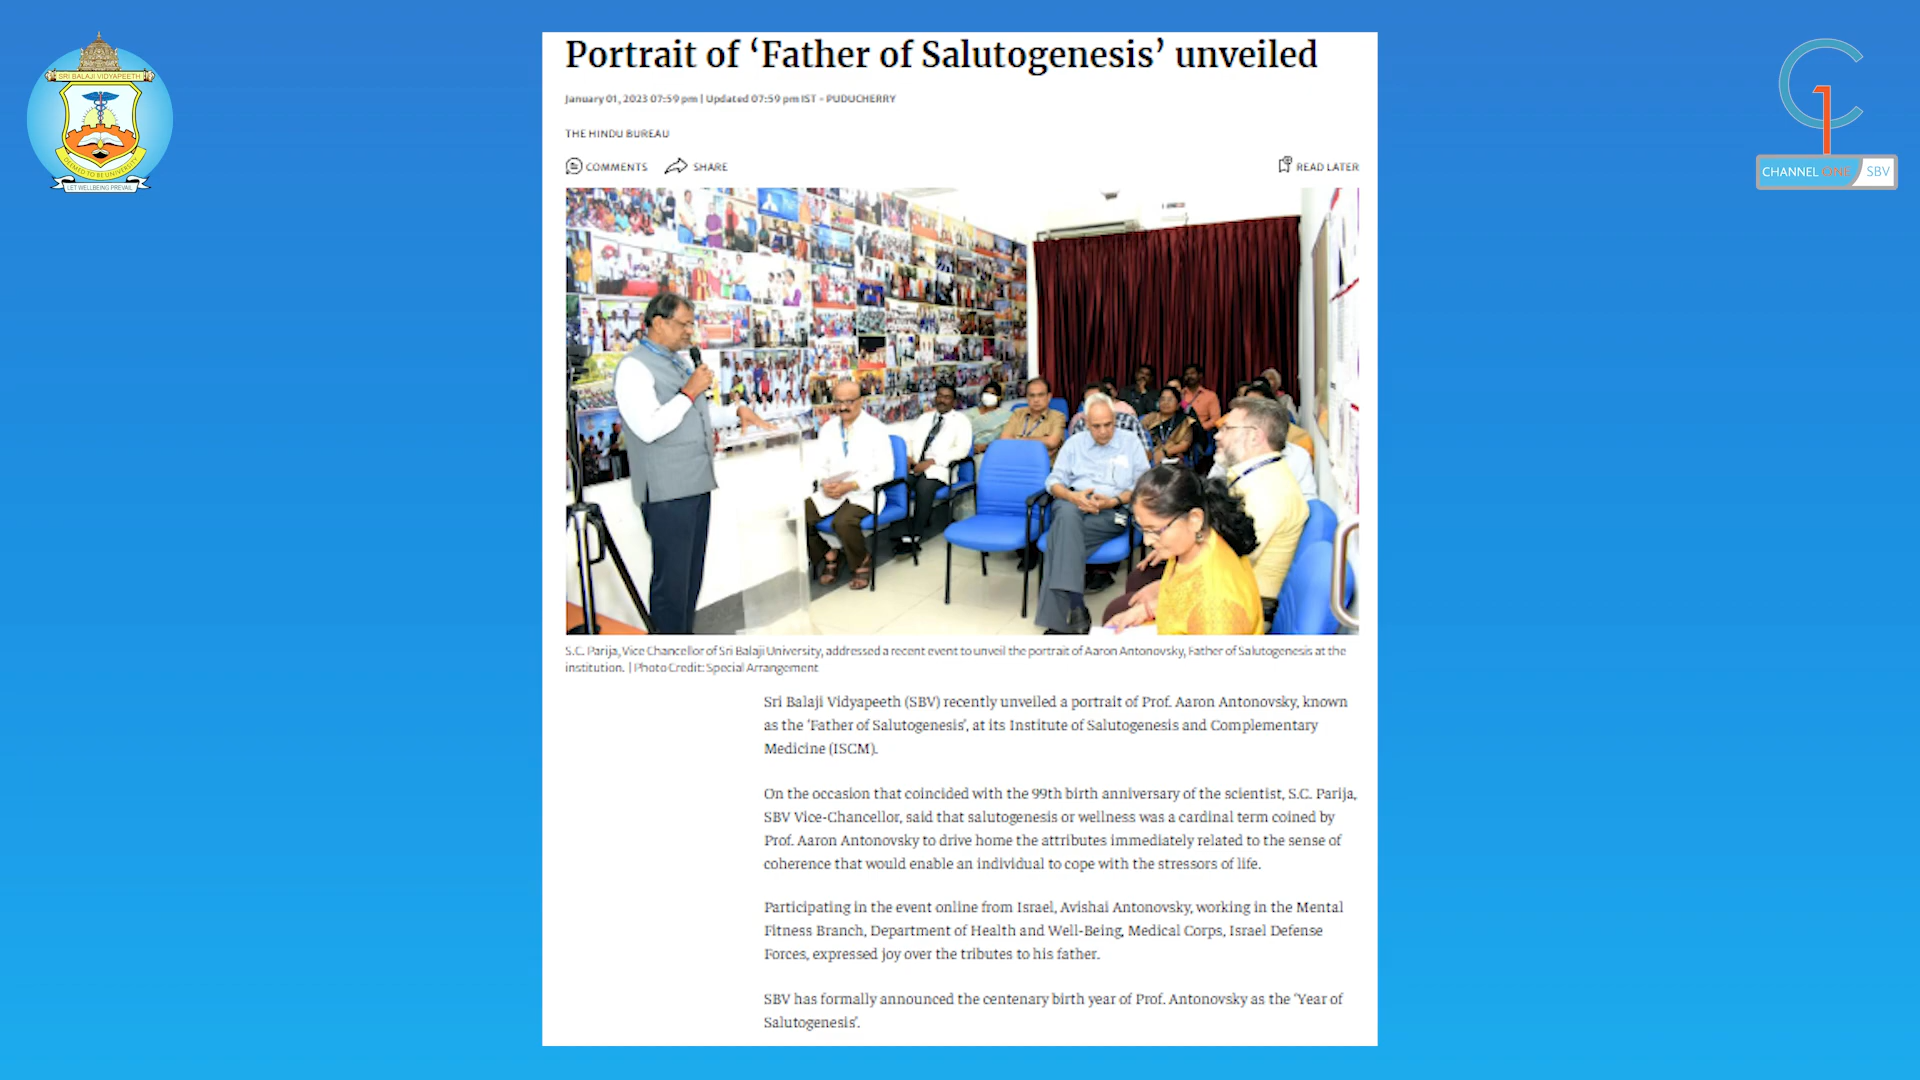 SRI BALAJI VIDYAPEETH
DEEMED TO BE UNIVERSITY
LET WELLBEING PREVAIL
Portrait of ‘Father of Salutogenesis’ unveiled
January 01, 2023 07:59 pm | Updated 07:59 pm IST - PUDUCHERRY
THE HINDU BUREAU
COMMENTS SHARE READ LATER
C1
CHANNEL ONE SBV
S.C. Parija, Vice Chancellor of Sri Balaji University, addressed a recent event to unveil the portrait of Aaron Antonovsky, Father of Salutogenesis at the
institution. | Photo Credit: Special Arrangement
Sri Balaji Vidyapeeth (SBV) recently unveiled a portrait of Prof. Aaron Antonovsky, known
as the ‘Father of Salutogenesis’, at its Institute of Salutogenesis and Complementary
Medicine (ISCM).
On the occasion that coincided with the 99th birth anniversary of the scientist, S.C. Parija,
SBV Vice-Chancellor, said that salutogenesis or wellness was a cardinal term coined by
Prof. Aaron Antonovsky to drive home the attributes immediately related to the sense of
coherence that would enable an individual to cope with the stressors of life.
Participating in the event online from Israel, Avishai Antonovsky, working in the Mental
Fitness Branch, Department of Health and Well-Being, Medical Corps, Israel Defense
Forces, expressed joy over the tributes to his father.
SBV has formally announced the centenary birth year of Prof. Antonovsky as the ‘Year of
Salutogenesis’.